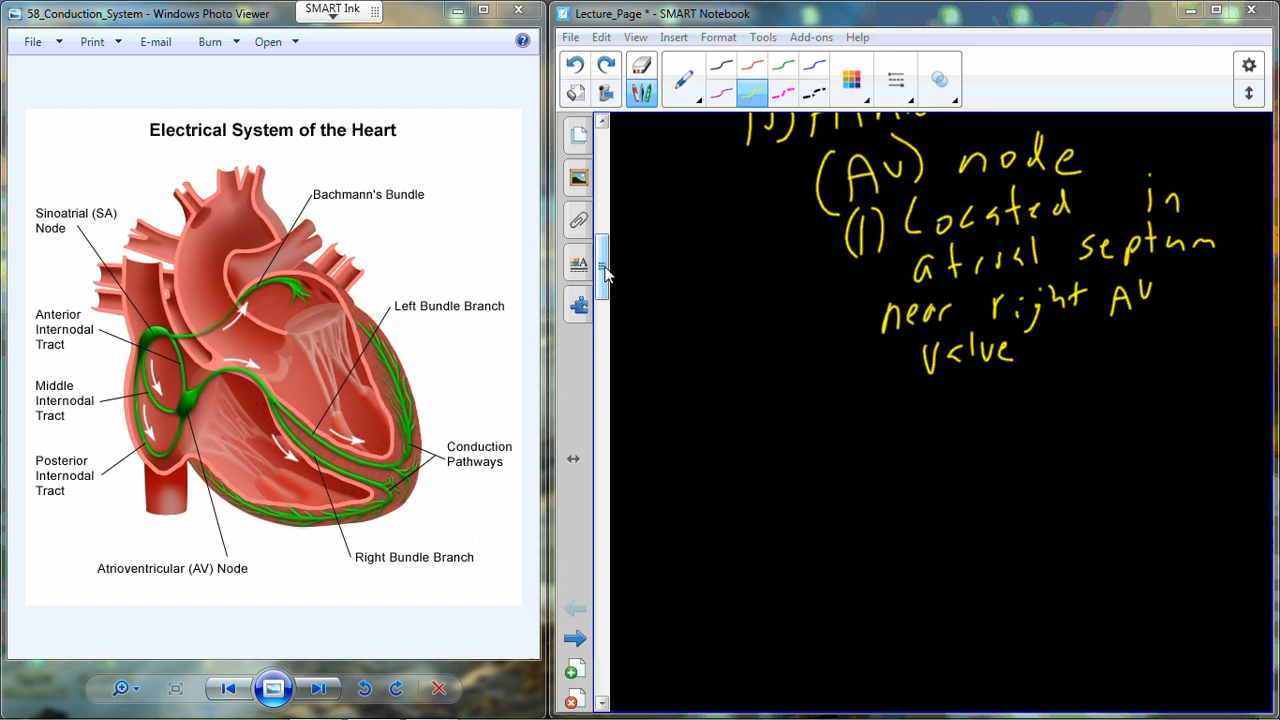 58_Conduction_System - Windows Photo Viewer
SMART Ink
File Print E-mail Burn Open
Electrical System of the Heart
Bachmann's Bundle
Sinoatrial (SA)
Node
Left Bundle Branch
Anterior
Internodal
Tract
Middle
Internodal
Tract
Conduction
Pathways
Posterior
Internodal
Tract
Right Bundle Branch
Atrioventricular (AV) Node
Lecture_Page * - SMART Notebook
File Edit View Insert Format Tools Add-ons Help
(AV) node
(1) Located in
atrial septum
near right AV
valve